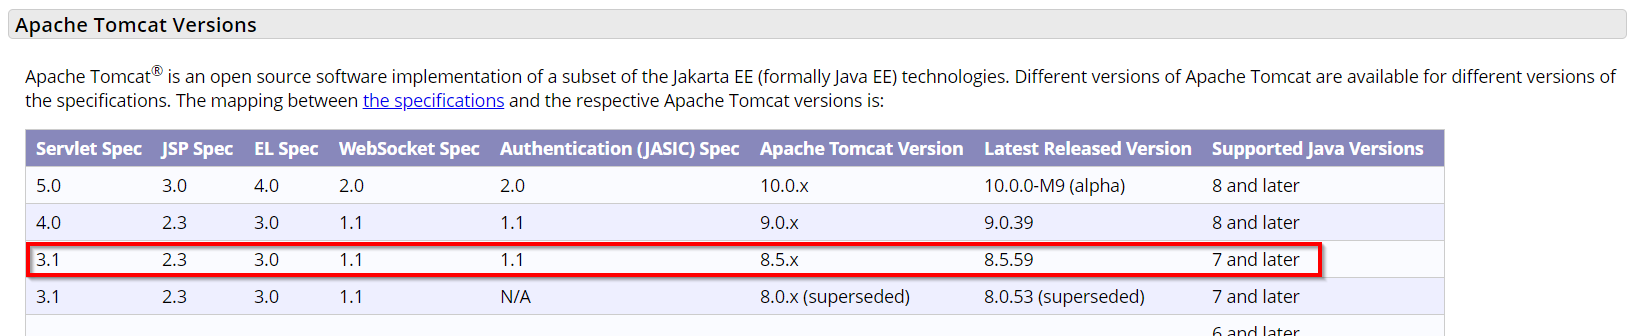 Apache Tomcat Versions
Apache Tomcat® is an open source software implementation of a subset of the Jakarta EE (formally Java EE) technologies. Different versions of Apache Tomcat are available for different versions of
the specifications. The mapping between the specifications and the respective Apache Tomcat versions is:
Servlet Spec JSP Spec EL Spec WebSocket Spec Authentication (JASIC) Spec Apache Tomcat Version Latest Released Version Supported Java Versions
5.0 3.0 4.0 2.0 2.0 10.0.x 10.0.0-M9 (alpha) 8 and later
4.0 2.3 3.0 1.1 1.1 9.0.x 9.0.39 8 and later
3.1 2.3 3.0 1.1 1.1 8.5.x 8.5.59 7 and later
3.1 2.3 3.0 1.1 N/A 8.0.x (superseded) 8.0.53 (superseded) 7 and later
6 and later